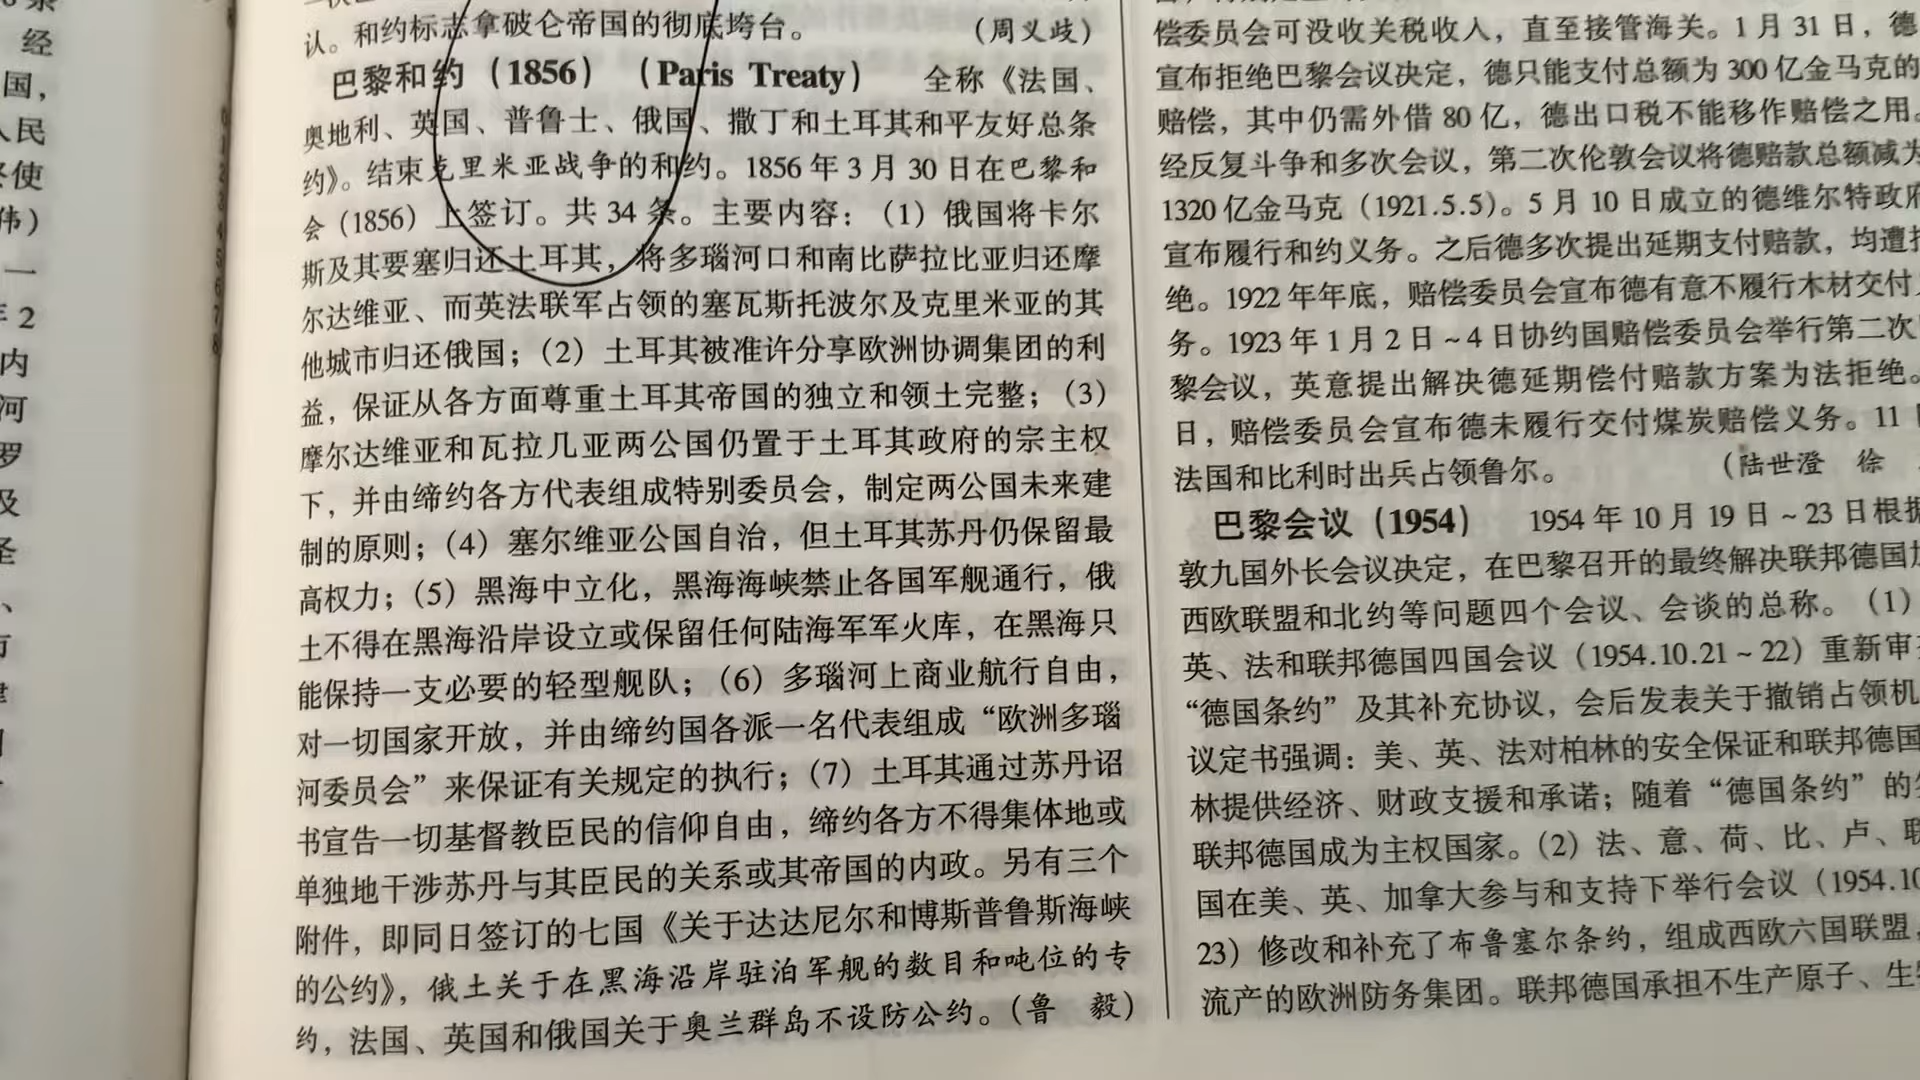 经
国，
人民
使
伟）
一
2
内
河
罗
及
圣
、
认。和约标志拿破仑帝国的彻底垮台。 （周义歧）
巴黎和约（1856）（Paris Treaty） 全称《法国、
奥地利、英国、普鲁士、俄国、撒丁和土耳其和平友好总条
约》。结束克里米亚战争的和约。1856 年 3 月 30 日在巴黎和
会（1856）上签订。共 34 条。主要内容：（1）俄国将卡尔
斯及其要塞归还土耳其，将多瑙河口和南比萨拉比亚归还摩
尔达维亚、而英法联军占领的塞瓦斯托波尔及克里米亚的其
他城市归还俄国；（2）土耳其被准许分享欧洲协调集团的利
益，保证从各方面尊重土耳其帝国的独立和领土完整；（3）
摩尔达维亚和瓦拉几亚两公国仍置于土耳其政府的宗主权
下，并由缔约各方代表组成特别委员会，制定两公国未来建
制的原则；（4）塞尔维亚公国自治，但土耳其苏丹仍保留最
高权力；（5）黑海中立化，黑海海峡禁止各国军舰通行，俄
土不得在黑海沿岸设立或保留任何陆海军军火库，在黑海只
能保持一支必要的轻型舰队；（6）多瑙河上商业航行自由，
对一切国家开放，并由缔约国各派一名代表组成“欧洲多瑙
河委员会”来保证有关规定的执行；（7）土耳其通过苏丹诏
书宣告一切基督教臣民的信仰自由，缔约各方不得集体地或
单独地干涉苏丹与其臣民的关系或其帝国的内政。另有三个
附件，即同日签订的七国《关于达达尼尔和博斯普鲁斯海峡
的公约》，俄土关于在黑海沿岸驻泊军舰的数目和吨位的专
约，法国、英国和俄国关于奥兰群岛不设防公约。（鲁 毅）
偿委员会可没收关税收入，直至接管海关。1 月 31 日，德
宣布拒绝巴黎会议决定，德只能支付总额为 300 亿金马克的
赔偿，其中仍需外借 80 亿，德出口税不能移作赔偿之用。
经反复斗争和多次会议，第二次伦敦会议将德赔款总额减为
1320 亿金马克（1921.5.5）。5 月 10 日成立的德维尔特政府
宣布履行和约义务。之后德多次提出延期支付赔款，均遭拒
绝。1922 年年底，赔偿委员会宣布德有意不履行木材交付
务。1923 年 1 月 2 日～4 日协约国赔偿委员会举行第二次
黎会议，英意提出解决德延期偿付赔款方案为法拒绝。
日，赔偿委员会宣布德未履行交付煤炭赔偿义务。11
法国和比利时出兵占领鲁尔。 （陆世澄 徐
巴黎会议（1954） 1954 年 10 月 19 日～23 日根据
敦九国外长会议决定，在巴黎召开的最终解决联邦德国加
西欧联盟和北约等问题四个会议、会谈的总称。（1）
英、法和联邦德国四国会议（1954.10.21～22）重新审
“德国条约”及其补充协议，会后发表关于撤销占领机
议定书强调：美、英、法对柏林的安全保证和联邦德国
林提供经济、财政支援和承诺；随着“德国条约”的
联邦德国成为主权国家。（2）法、意、荷、比、卢、联
国在美、英、加拿大参与和支持下举行会议（1954.10
23）修改和补充了布鲁塞尔条约，组成西欧六国联盟，
流产的欧洲防务集团。联邦德国承担不生产原子、生